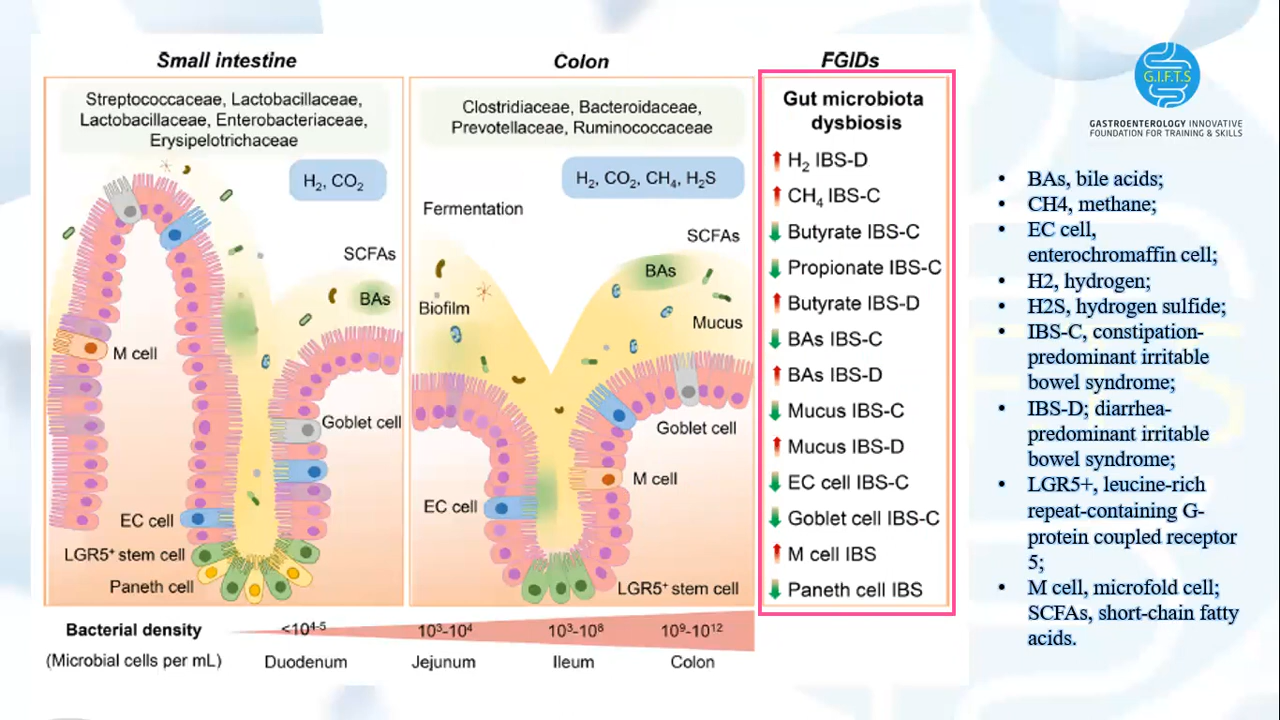 Small intestine
Streptococcaceae, Lactobacillaceae,
Lactobacillaceae, Enterobacteriaceae,
Erysipelotrichaceae
H₂, CO₂
SCFAs
BAs
M cell
Goblet cell
EC cell
LGR5⁺ stem cell
Paneth cell
Colon
Clostridiaceae, Bacteroidaceae,
Prevotellaceae, Ruminococcaceae
H₂, CO₂, CH₄, H₂S
Fermentation
SCFAs
BAs
Biofilm
Mucus
Goblet cell
M cell
EC cell
LGR5⁺ stem cell
FGIDs
Gut microbiota
dysbiosis
↑ H₂ IBS-D
↑ CH₄ IBS-C
↓ Butyrate IBS-C
↓ Propionate IBS-C
↑ Butyrate IBS-D
↓ BAs IBS-C
↑ BAs IBS-D
↓ Mucus IBS-C
↑ Mucus IBS-D
↓ EC cell IBS-C
↓ Goblet cell IBS-C
↑ M cell IBS
↓ Paneth cell IBS
Bacterial density
(Microbial cells per mL)
<10⁴⁻⁵
10³-10⁴
10³-10⁸
10⁹-10¹²
Duodenum
Jejunum
Ileum
Colon
G.I.F.T.S
GASTROENTEROLOGY INNOVATIVE
FOUNDATION FOR TRAINING & SKILLS
• BAs, bile acids;
• CH4, methane;
• EC cell,
enterochromaffin cell;
• H2, hydrogen;
• H2S, hydrogen sulfide;
• IBS-C, constipation-
predominant irritable
bowel syndrome;
• IBS-D; diarrhea-
predominant irritable
bowel syndrome;
• LGR5+, leucine-rich
repeat-containing G-
protein coupled receptor
5;
• M cell, microfold cell;
SCFAs, short-chain fatty
acids.